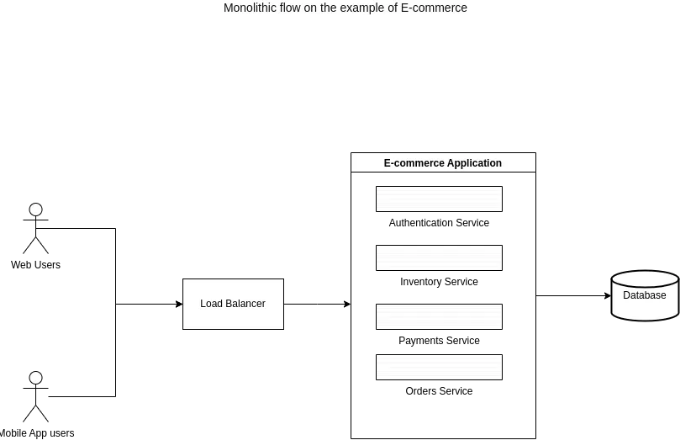 Monolithic flow on the example of E-commerce
E-commerce Application
Authentication Service
Web Users
Inventory Service
Load Balancer
Database
Payments Service
Orders Service
Mobile App users